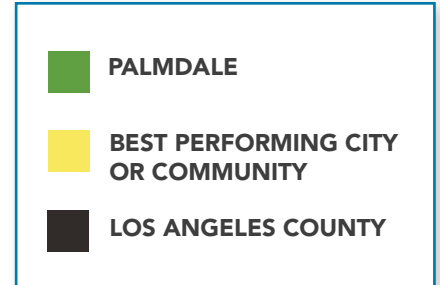 PALMDALE
BEST PERFORMING CITY
OR COMMUNITY
LOS ANGELES COUNTY